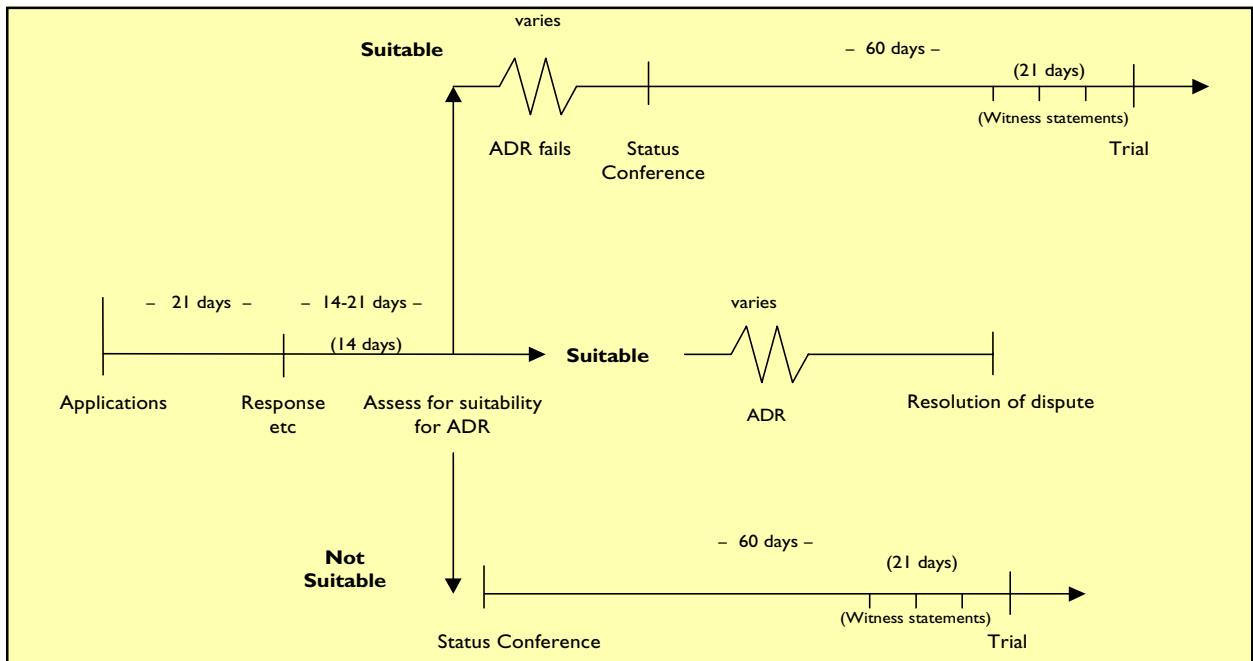 varies
Suitable
– 60 days –
(21 days)
(Witness statements)
ADR fails
Status
Conference
Trial
– 21 days –
– 14-21 days –
(14 days)
varies
Suitable
Applications
Response
etc
Assess for suitability
for ADR
ADR
Resolution of dispute
Not
Suitable
– 60 days –
(21 days)
(Witness statements)
Status Conference
Trial